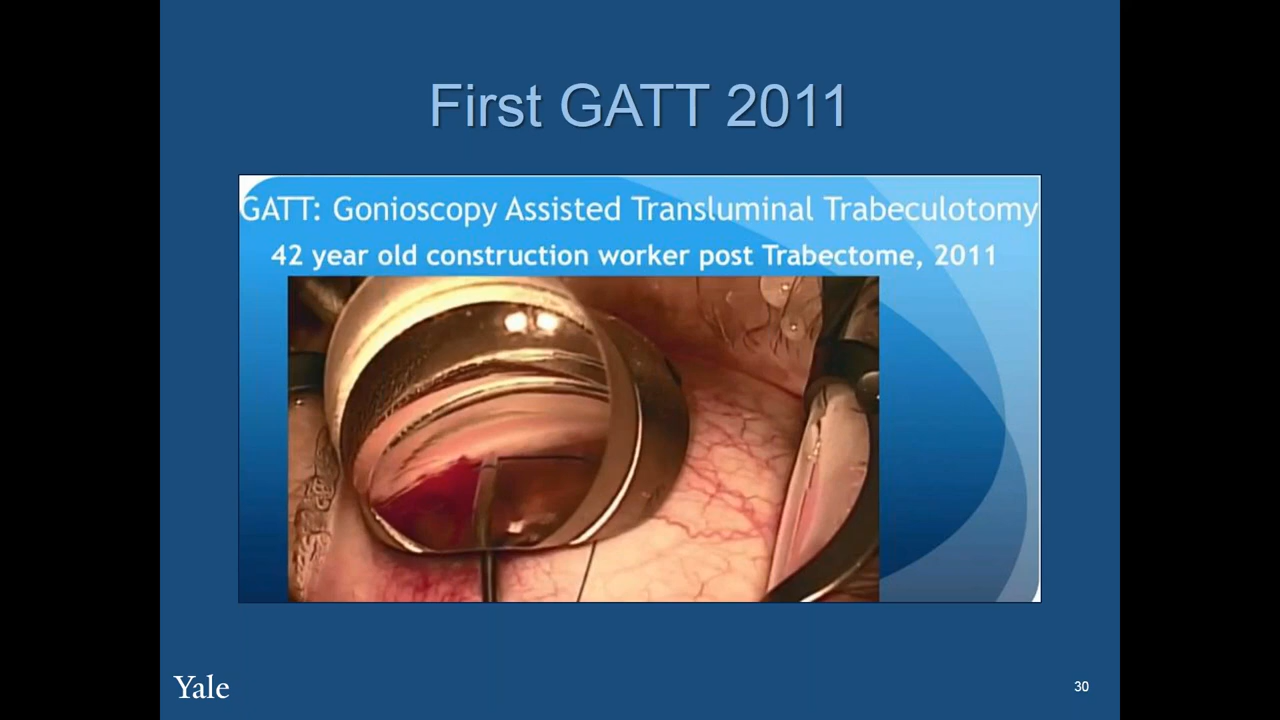 First GATT 2011
GATT: Gonioscopy Assisted Transluminal Trabeculotomy
42 year old construction worker post Trabectome, 2011
Yale
30